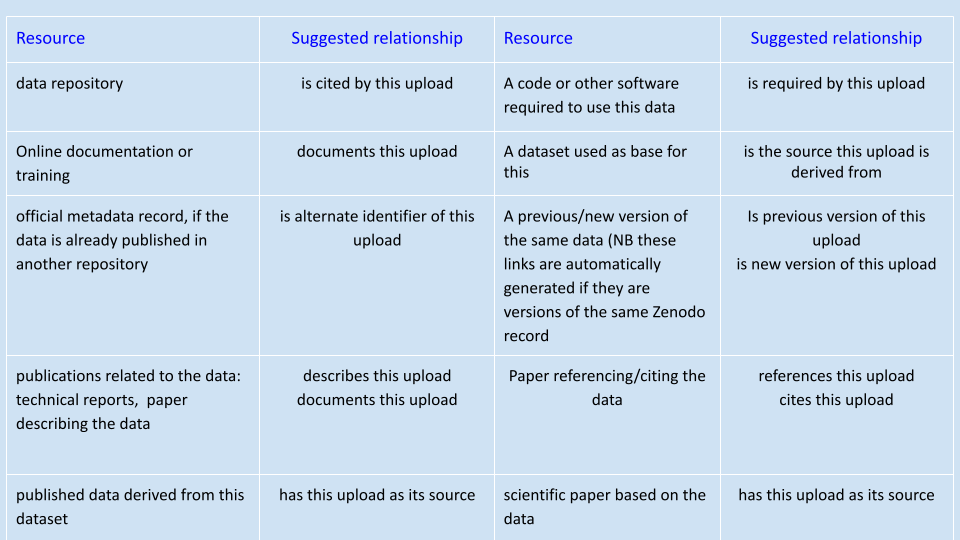 Resource
Suggested relationship
Resource
Suggested relationship
data repository
is cited by this upload
A code or other software
required to use this data
is required by this upload
Online documentation or
training
documents this upload
A dataset used as base for
this
is the source this upload is
derived from
official metadata record, if the
data is already published in
another repository
is alternate identifier of this
upload
A previous/new version of
the same data (NB these
links are automatically
generated if they are
versions of the same Zenodo
record
Is previous version of this
upload
is new version of this upload
publications related to the data:
technical reports,  paper
describing the data
describes this upload
documents this upload
Paper referencing/citing the
data
references this upload
cites this upload
published data derived from this
dataset
has this upload as its source
scientific paper based on the
data
has this upload as its source